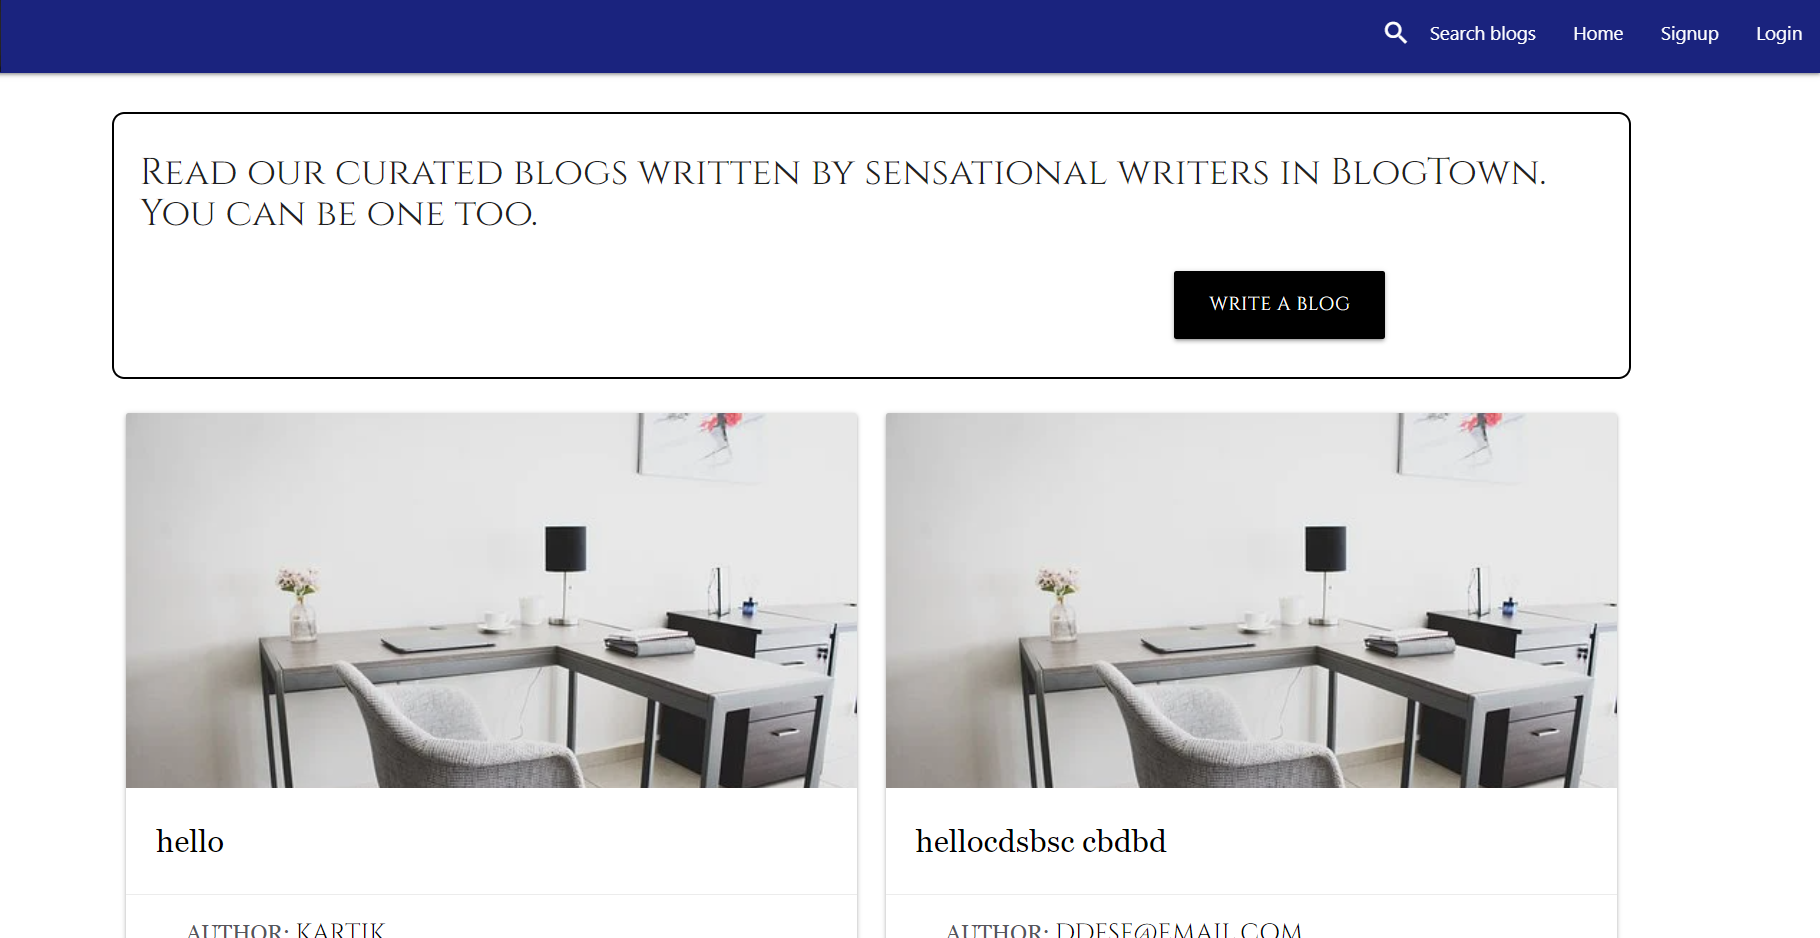 Search blogs Home Signup Login
Read our curated blogs written by sensational writers in BlogTown.
You can be one too.
WRITE A BLOG
hello
hellocdsbsc cbdbd
AUTHOR: KARTIK
AUTHOR: DDFSF@EMAIL.COM